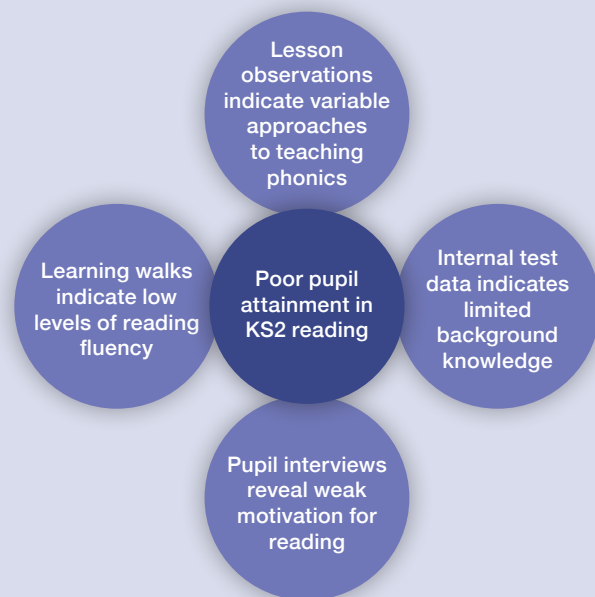 Lesson
observations
indicate variable
approaches
to teaching
phonics
Learning walks
indicate low
levels of reading
fluency
Poor pupil
attainment in
KS2 reading
Internal test
data indicates
limited
background
knowledge
Pupil interviews
reveal weak
motivation for
reading